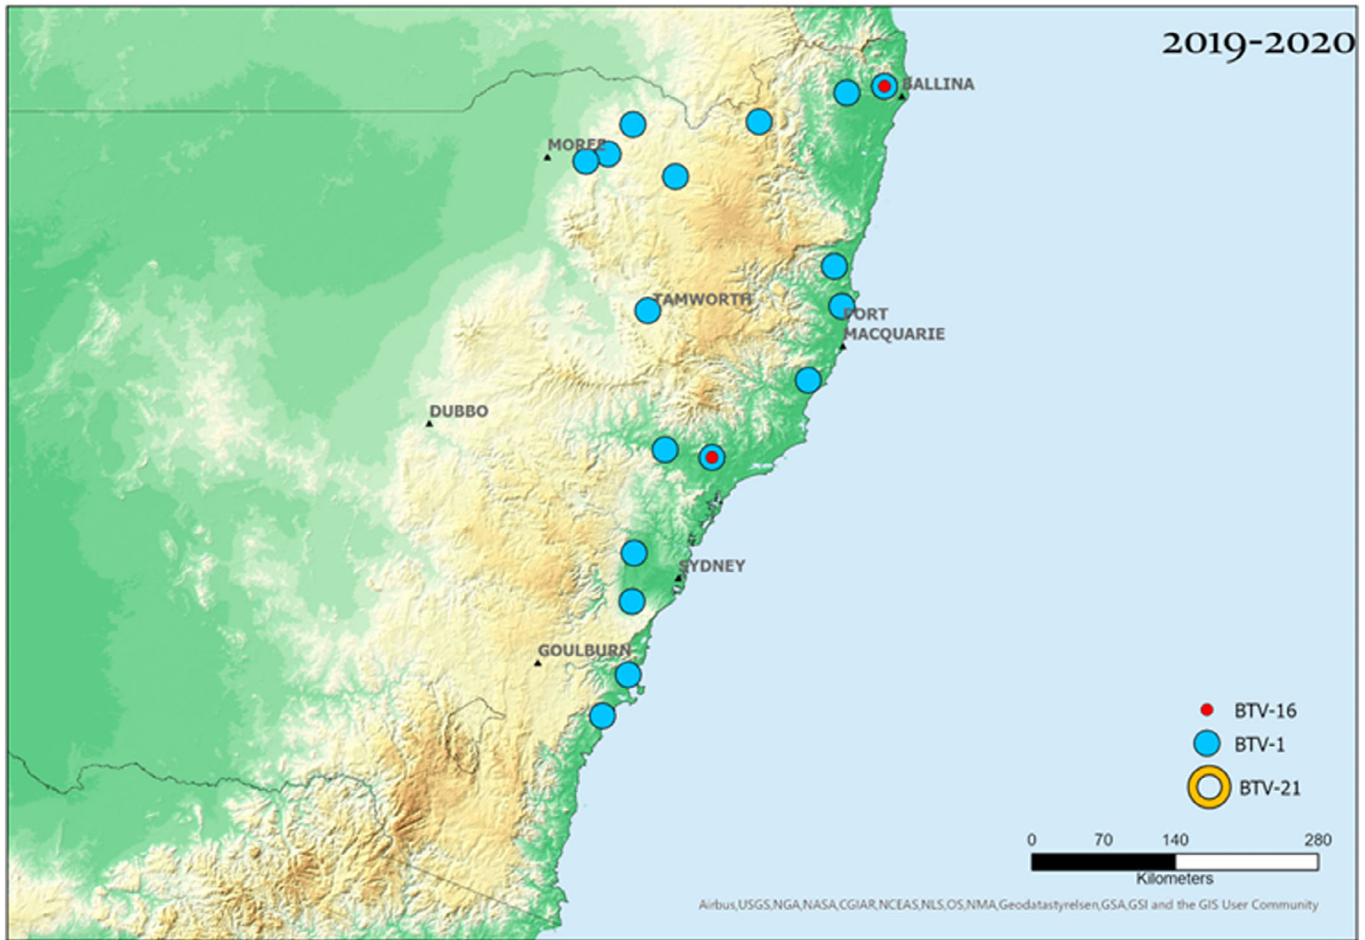 2019-2020
BALLINA
MOREE
TAMWORTH
PORT
MACQUARIE
DUBBO
SYDNEY
GOULBURN
BTV-16
BTV-1
BTV-21
0 70 140 280
Kilometers
Airbus,USGS,NGA,NASA,CGIAR,NCEAS,NLS,OS,NMA,Geodatastyrelsen,GSA,GSI and the GIS User Community